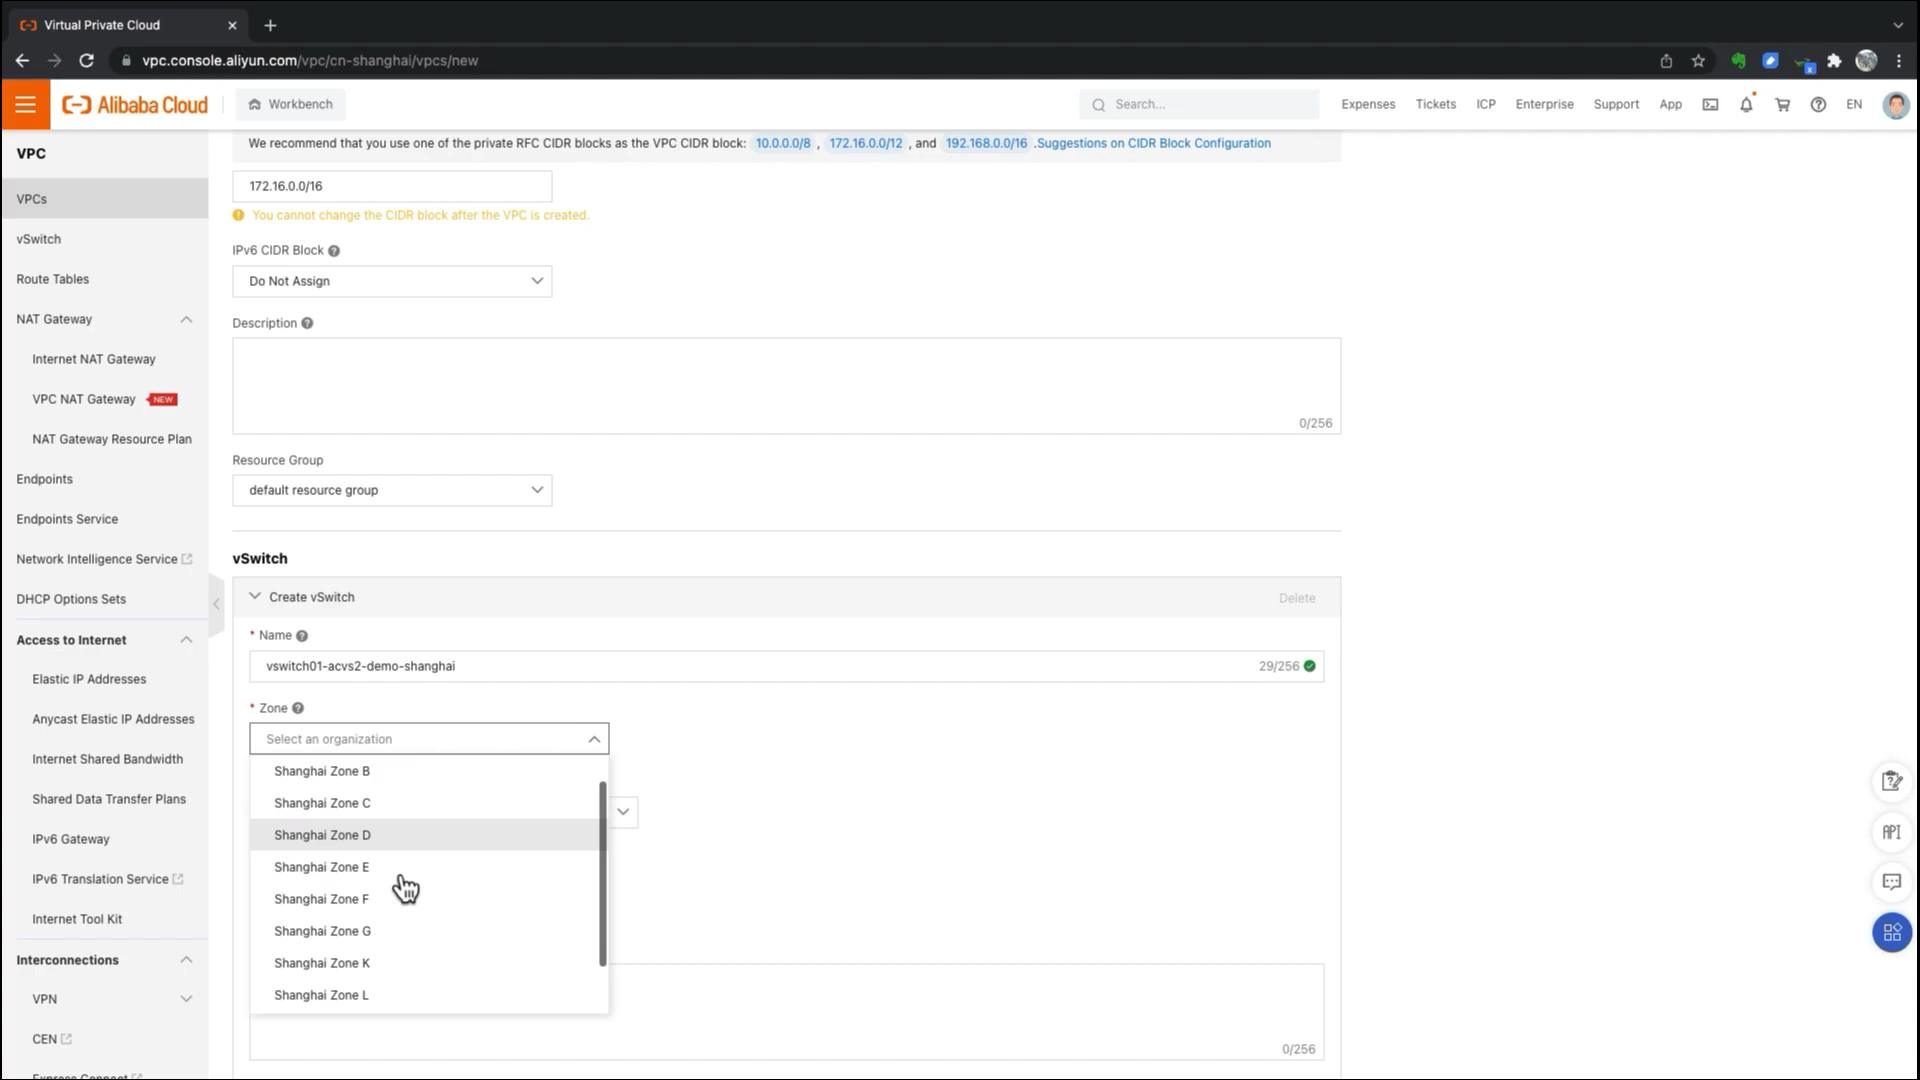 Virtual Private Cloud
vpc.console.aliyun.com/vpc/cn-shanghai/vpcs/new
Alibaba Cloud
Workbench
Search...
Expenses
Tickets
ICP
Enterprise
Support
App
EN
VPC
VPCs
vSwitch
Route Tables
NAT Gateway
Internet NAT Gateway
VPC NAT Gateway NEW
NAT Gateway Resource Plan
Endpoints
Endpoints Service
Network Intelligence Service
DHCP Options Sets
Access to Internet
Elastic IP Addresses
Anycast Elastic IP Addresses
Internet Shared Bandwidth
Shared Data Transfer Plans
IPv6 Gateway
IPv6 Translation Service
Internet Tool Kit
Interconnections
VPN
CEN
Express Connect
We recommend that you use one of the private RFC CIDR blocks as the VPC CIDR block: 10.0.0.0/8 , 172.16.0.0/12 , and 192.168.0.0/16 .Suggestions on CIDR Block Configuration
172.16.0.0/16
You cannot change the CIDR block after the VPC is created.
IPv6 CIDR Block
Do Not Assign
Description
0/256
Resource Group
default resource group
vSwitch
Create vSwitch
Delete
* Name
vswitch01-acvs2-demo-shanghai
29/256
* Zone
Select an organization
Shanghai Zone B
Shanghai Zone C
Shanghai Zone D
Shanghai Zone E
Shanghai Zone F
Shanghai Zone G
Shanghai Zone K
Shanghai Zone L
0/256
API